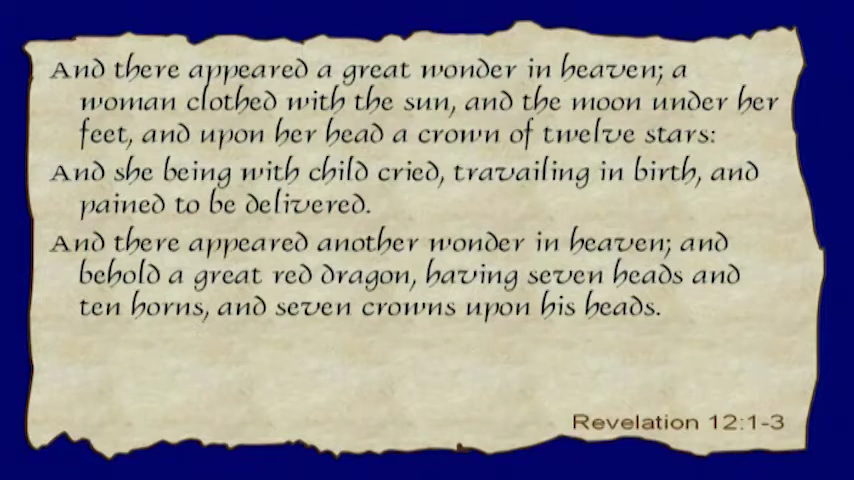 And there appeared a great wonder in heaven; a
woman clothed with the sun, and the moon under her
feet, and upon her head a crown of twelve stars:
And she being with child cried, travailing in birth, and
pained to be delivered.
And there appeared another wonder in heaven; and
behold a great red dragon, having seven heads and
ten horns, and seven crowns upon his heads.
Revelation 12:1-3